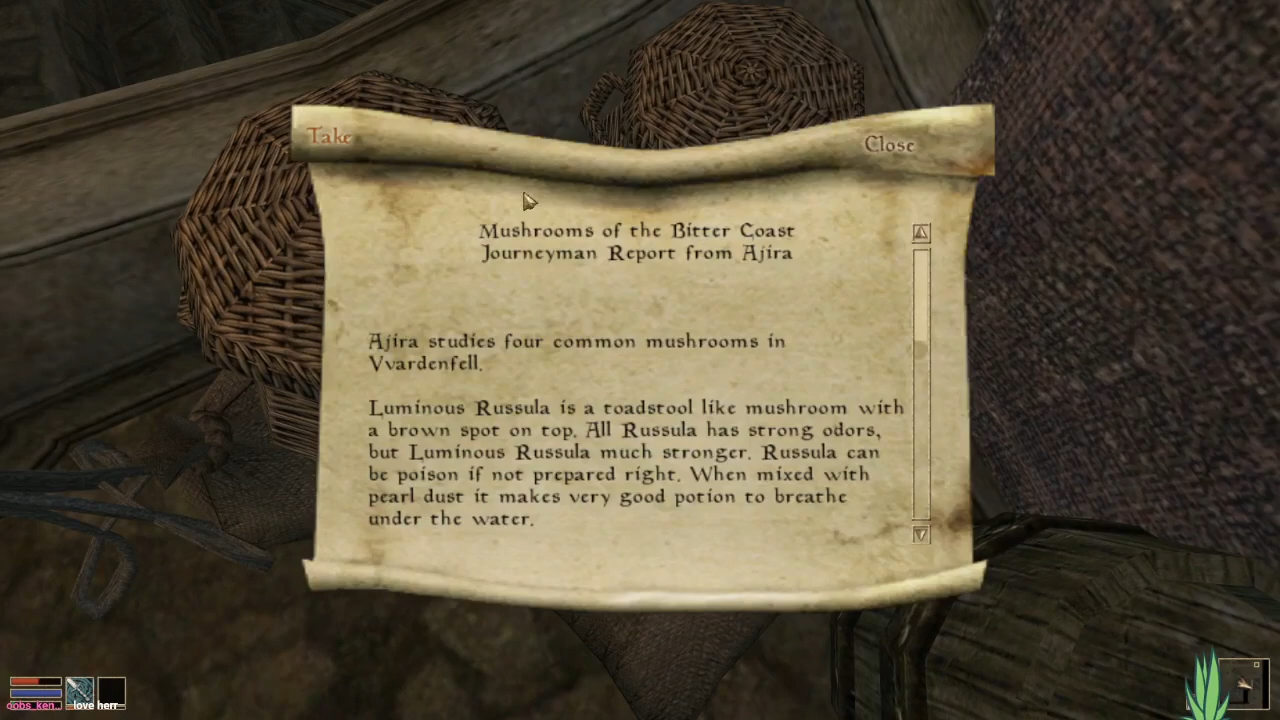 Take
Close
Mushrooms of the Bitter Coast
Journeyman Report from Ajira
Ajira studies four common mushrooms in
Vvardenfell.
Luminous Russula is a toadstool like mushroom with
a brown spot on top. All Russula has strong odors,
but Luminous Russula much stronger. Russula can
be poison if not prepared right. When mixed with
pearl dust it makes very good potion to breathe
under the water.
love herr